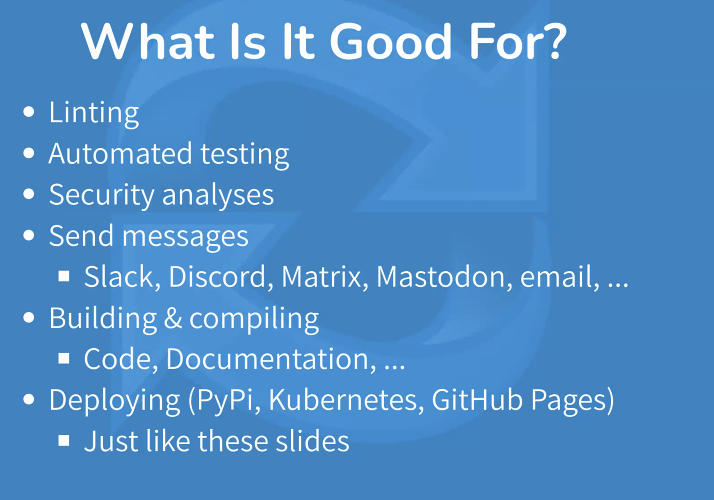 What Is It Good For?
Linting
Automated testing
Security analyses
Send messages
Slack, Discord, Matrix, Mastodon, email, ...
Building & compiling
Code, Documentation, ...
Deploying (PyPi, Kubernetes, GitHub Pages)
Just like these slides